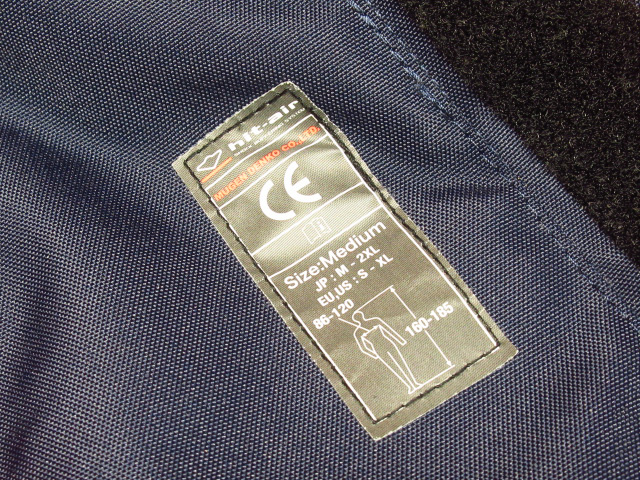 hit-air
MUGEN DENKO CO.,LTD.
CE
Size:Medium
JP : M - 2XL
EU,US : S - XL
86-120
160-185